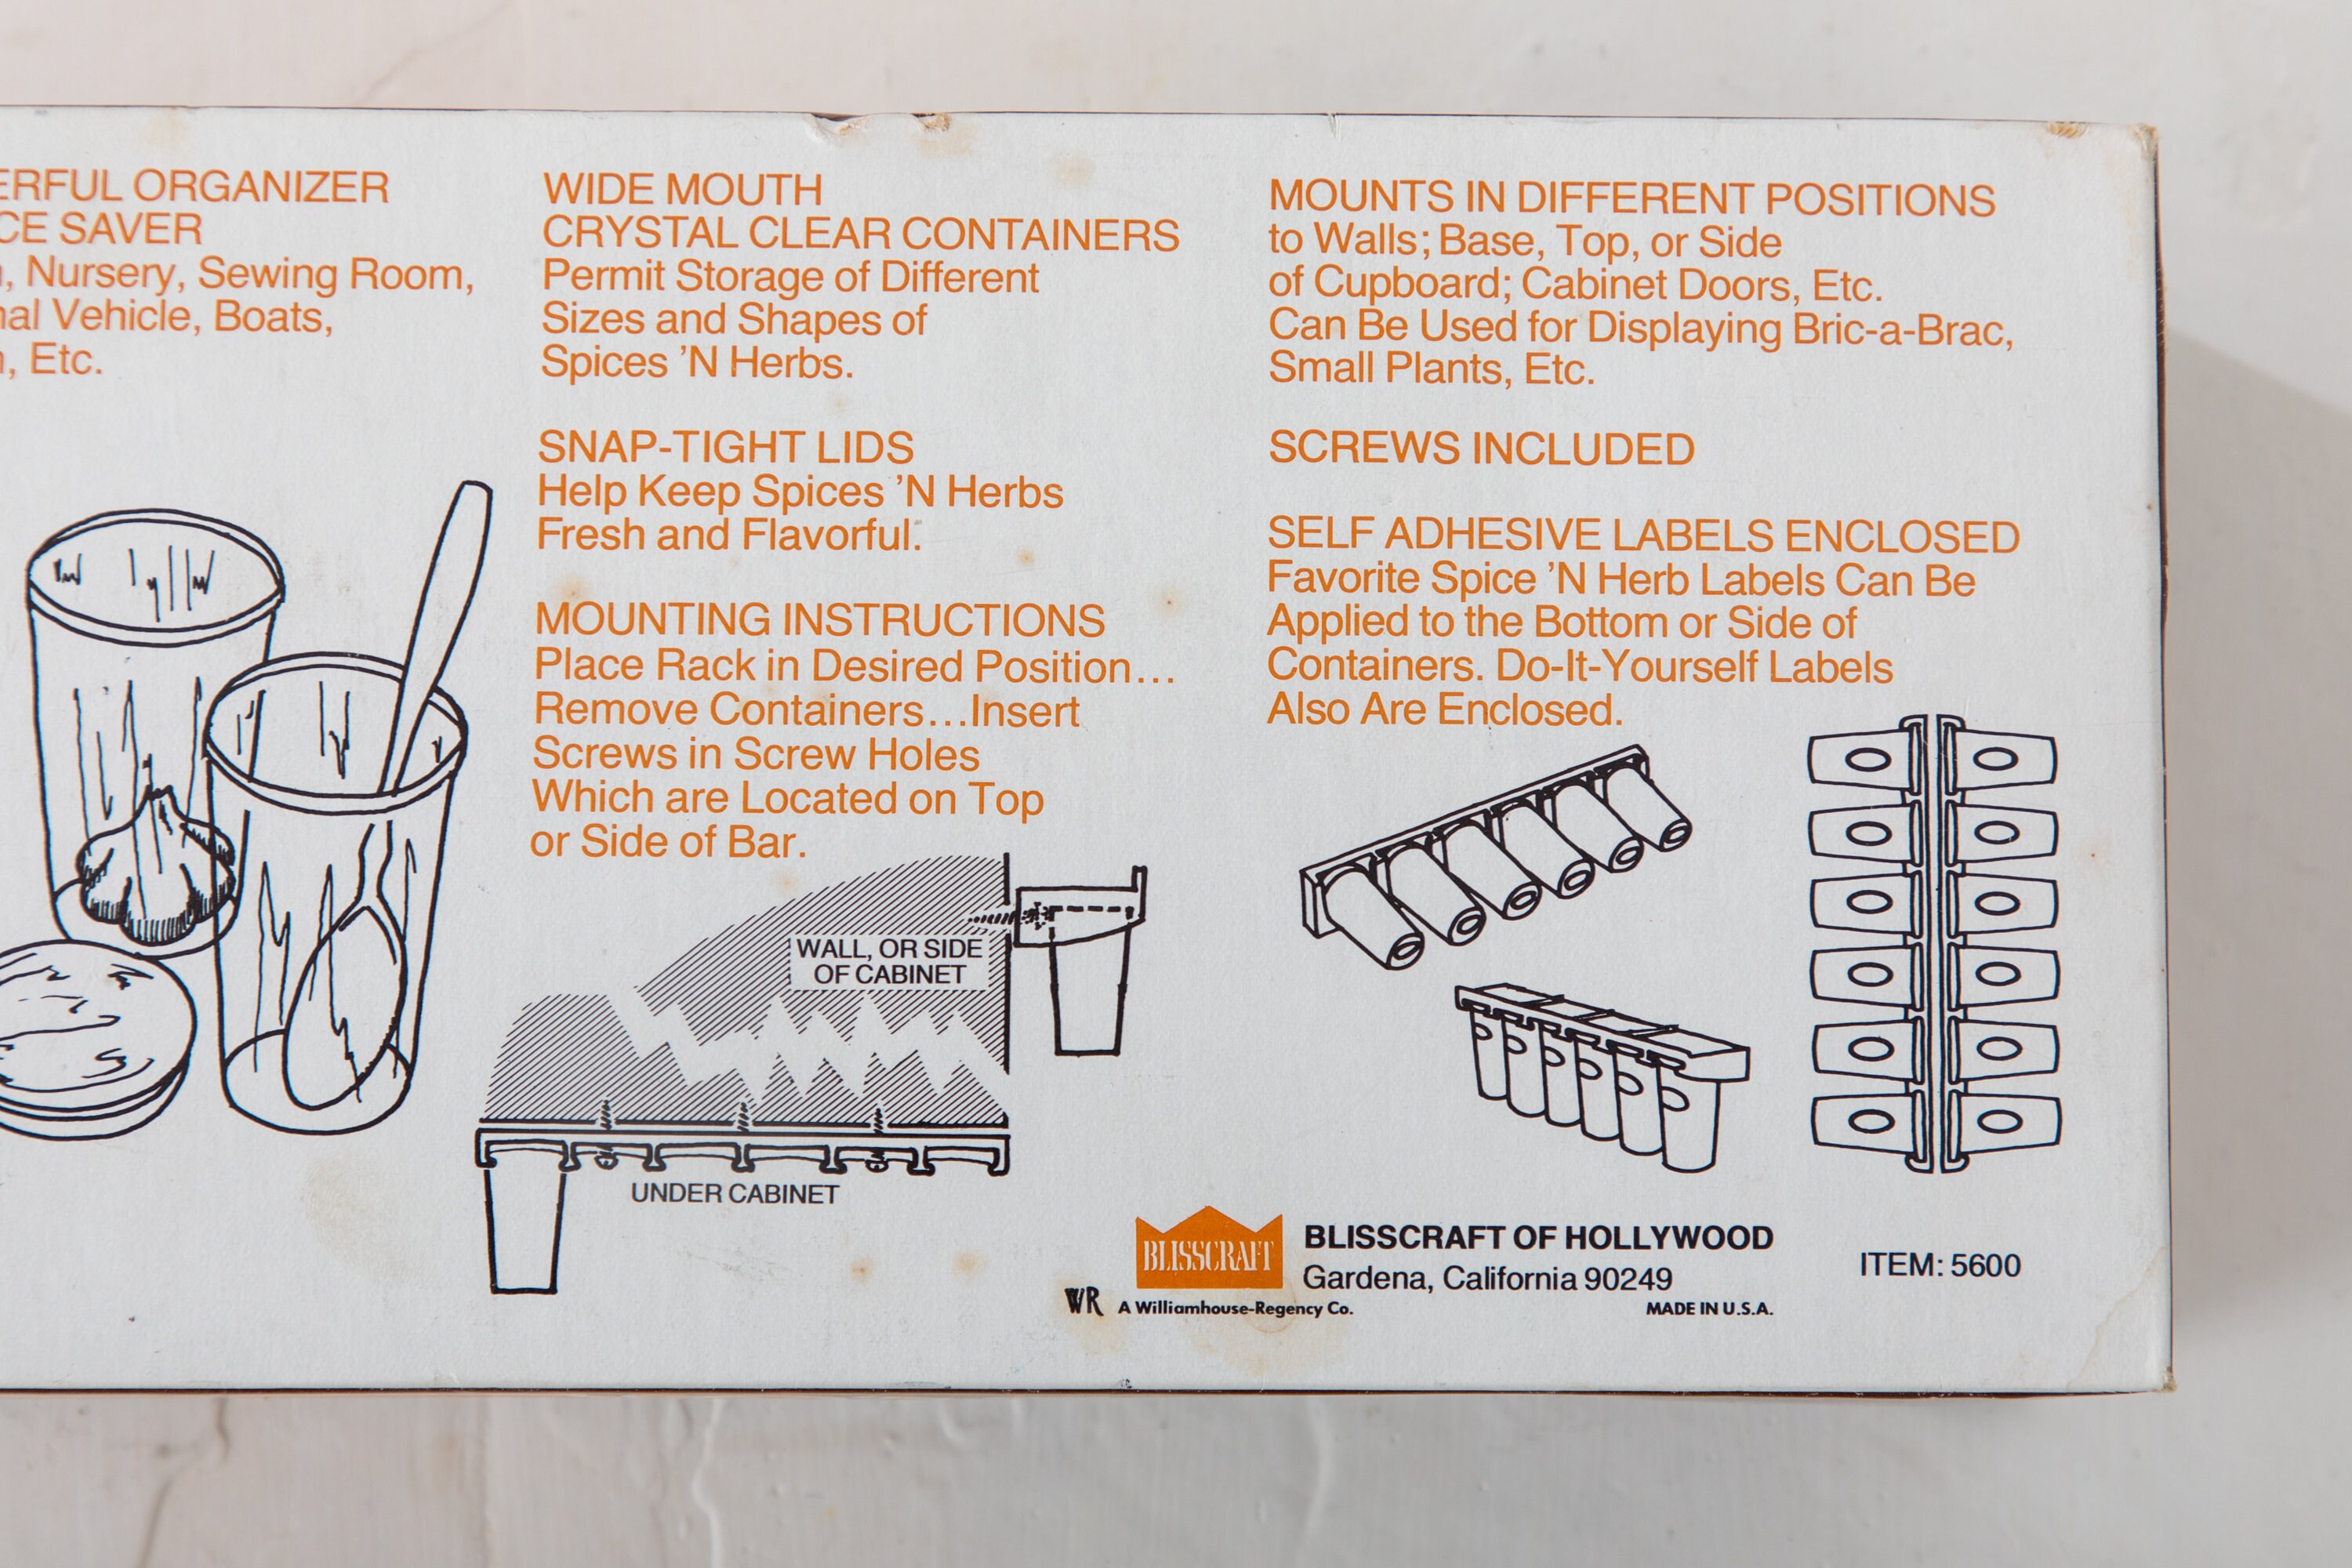 ERFUL ORGANIZER
CE SAVER
, Nursery, Sewing Room,
nal Vehicle, Boats,
, Etc.
WIDE MOUTH
CRYSTAL CLEAR CONTAINERS
Permit Storage of Different
Sizes and Shapes of
Spices 'N Herbs.
SNAP-TIGHT LIDS
Help Keep Spices 'N Herbs
Fresh and Flavorful.
MOUNTING INSTRUCTIONS
Place Rack in Desired Position...
Remove Containers...Insert
Screws in Screw Holes
Which are Located on Top
or Side of Bar.
WALL, OR SIDE
OF CABINET
UNDER CABINET
MOUNTS IN DIFFERENT POSITIONS
to Walls; Base, Top, or Side
of Cupboard; Cabinet Doors, Etc.
Can Be Used for Displaying Bric-a-Brac,
Small Plants, Etc.
SCREWS INCLUDED
SELF ADHESIVE LABELS ENCLOSED
Favorite Spice 'N Herb Labels Can Be
Applied to the Bottom or Side of
Containers. Do-It-Yourself Labels
Also Are Enclosed.
BLISSCRAFT
BLISSCRAFT OF HOLLYWOOD
Gardena, California 90249
WR A Williamhouse-Regency Co.
MADE IN U.S.A.
ITEM: 5600